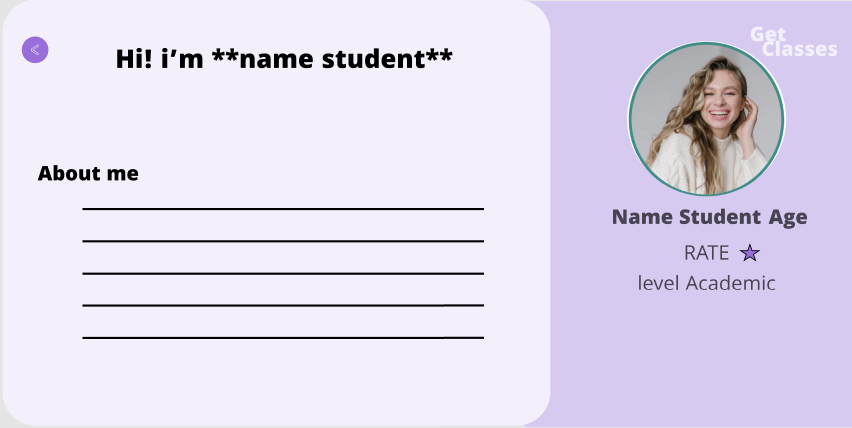 Hi! i’m **name student**
About me
Get
Classes
Name Student Age
RATE
level Academic